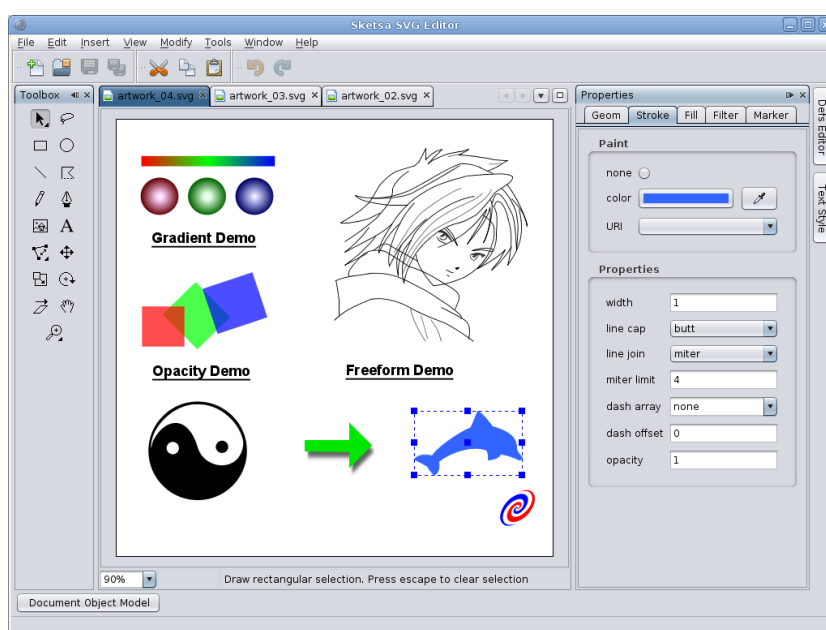 Sketsa SVG Editor
File Edit Insert View Modify Tools Window Help
Toolbox
artwork_04.svg
artwork_03.svg
artwork_02.svg
Gradient Demo
Opacity Demo
Freeform Demo
A
90%
Draw rectangular selection. Press escape to clear selection
Document Object Model
Properties
Geom Stroke Fill Filter Marker
Paint
none
color
URI
Properties
width 1
line cap butt
line join miter
miter limit 4
dash array none
dash offset 0
opacity 1
Defs Editor
Text Style